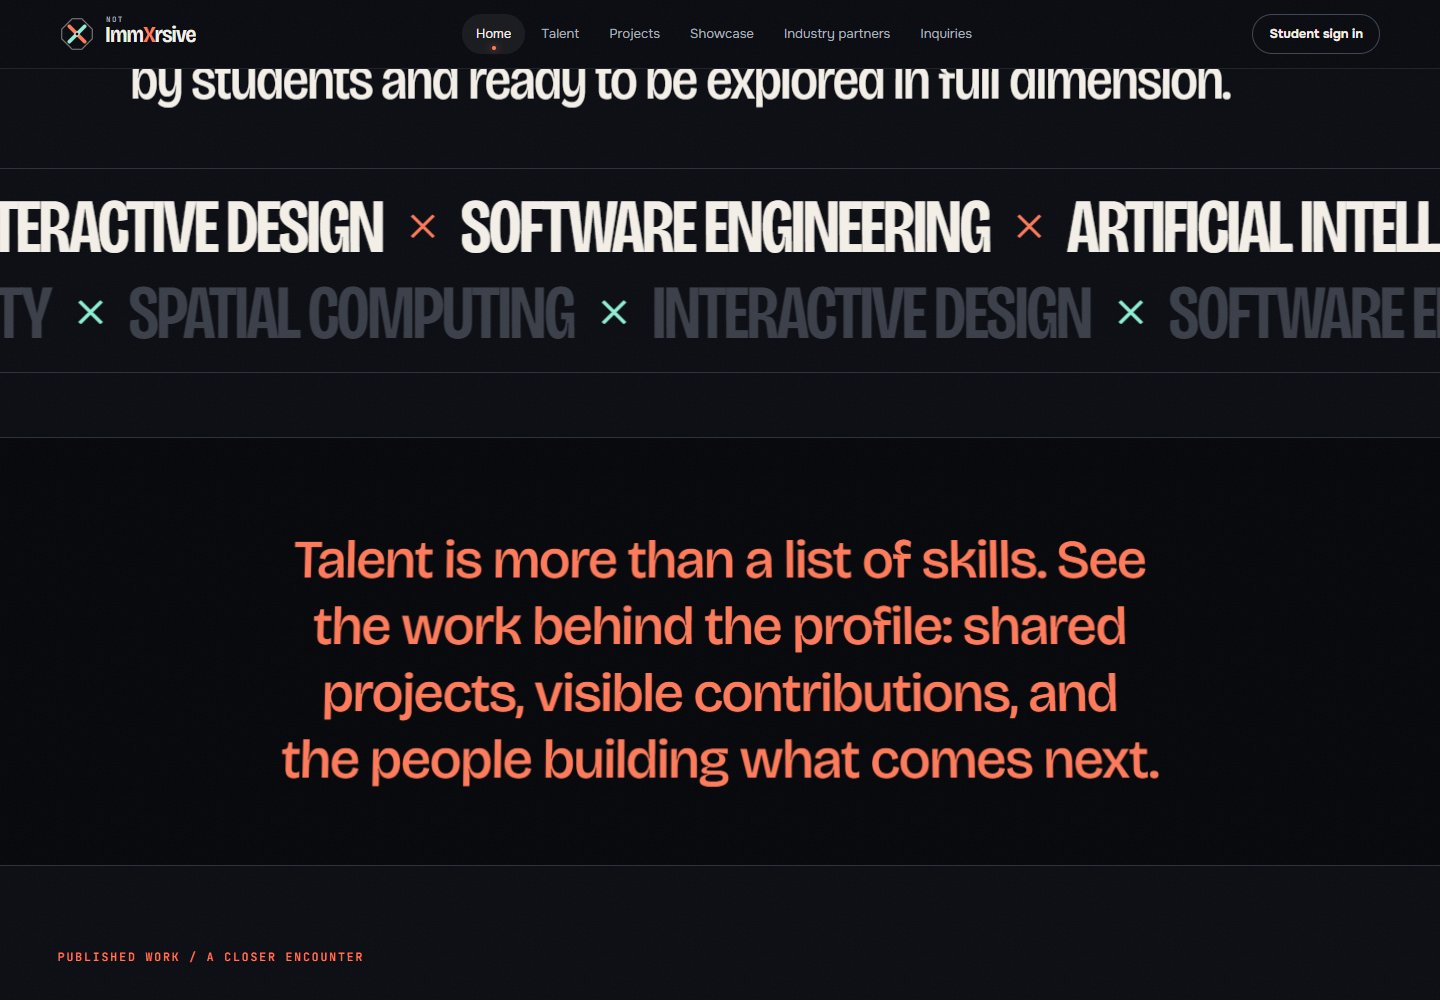 NOT
ImmXrsive
Home
Talent
Projects
Showcase
Industry partners
Inquiries
Student sign in
by students and ready to be explored in full dimension.
TERACTIVE DESIGN × SOFTWARE ENGINEERING × ARTIFICIAL INTELL
TY × SPATIAL COMPUTING × INTERACTIVE DESIGN × SOFTWARE E
Talent is more than a list of skills. See
the work behind the profile: shared
projects, visible contributions, and
the people building what comes next.
PUBLISHED WORK / A CLOSER ENCOUNTER